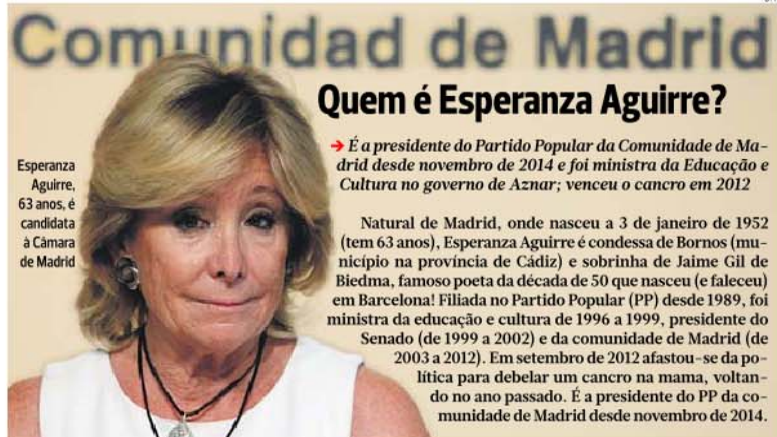 Comunidad de Madrid
Quem é Esperanza Aguirre?
Esperanza
Aguirre,
63 anos, é
candidata
à Câmara
de Madrid
→ É a presidente do Partido Popular da Comunidade de Ma-
drid desde novembro de 2014 e foi ministra da Educação e
Cultura no governo de Aznar; venceu o cancro em 2012
Natural de Madrid, onde nasceu a 3 de janeiro de 1952
(tem 63 anos), Esperanza Aguirre é condessa de Bornos (mu-
nicípio na província de Cádiz) e sobrinha de Jaime Gil de
Biedma, famoso poeta da década de 50 que nasceu (e faleceu)
em Barcelona! Filiada no Partido Popular (PP) desde 1989, foi
ministra da educação e cultura de 1996 a 1999, presidente do
Senado (de 1999 a 2002) e da comunidade de Madrid (de
2003 a 2012). Em setembro de 2012 afastou-se da po-
lítica para debelar um cancro na mama, voltan-
do no ano passado. É a presidente do PP da co-
munidade de Madrid desde novembro de 2014.